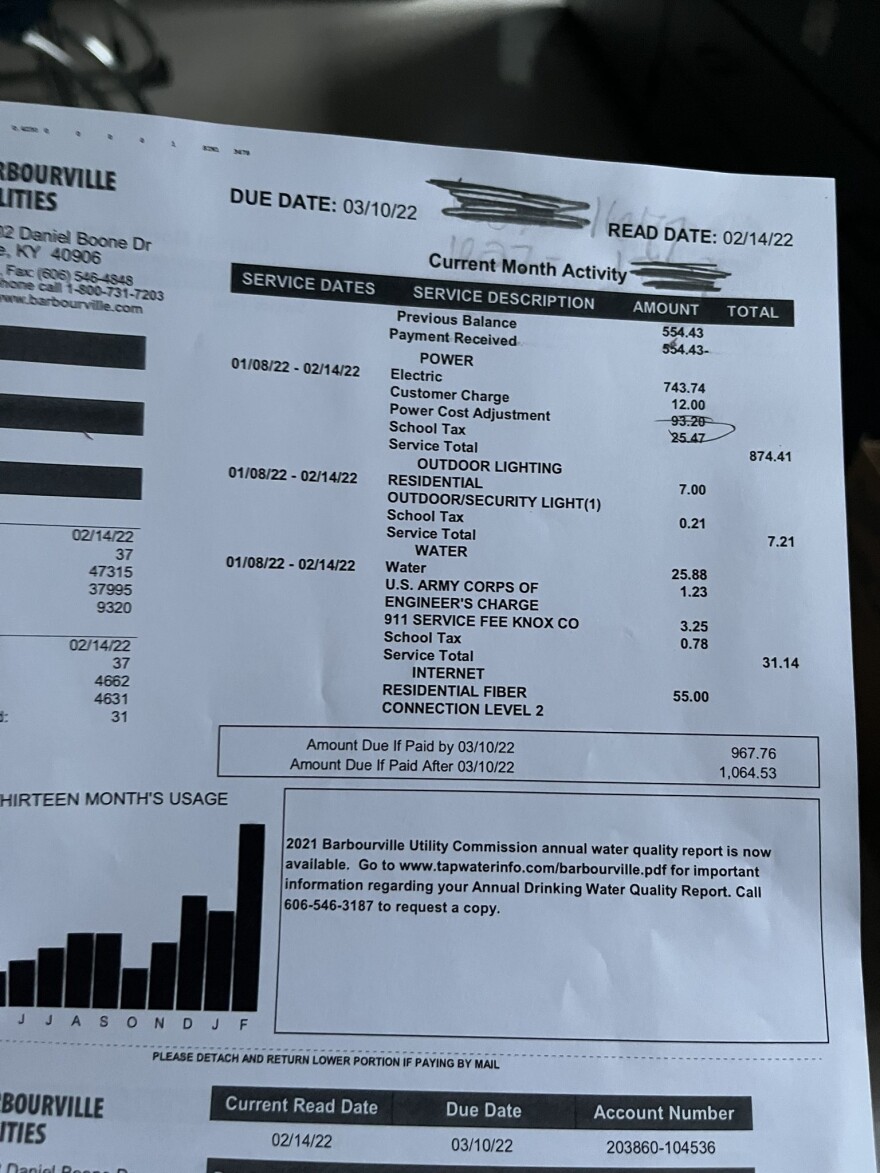 RBOURVILLE
LITIES
02 Daniel Boone Dr
e, KY 40906
Fax: (606) 546-4848
hone call 1-800-731-7203
www.barbourville.com
DUE DATE: 03/10/22
READ DATE: 02/14/22
Current Month Activity
SERVICE DATES SERVICE DESCRIPTION AMOUNT TOTAL
Previous Balance 554.43
Payment Received 554.43-
POWER
01/08/22 - 02/14/22 Electric 743.74
Customer Charge 12.00
Power Cost Adjustment 93.20
School Tax 25.47
Service Total 874.41
OUTDOOR LIGHTING
01/08/22 - 02/14/22 RESIDENTIAL 7.00
OUTDOOR/SECURITY LIGHT(1)
School Tax 0.21
Service Total 7.21
WATER
01/08/22 - 02/14/22 Water 25.88
U.S. ARMY CORPS OF 1.23
ENGINEER'S CHARGE
911 SERVICE FEE KNOX CO 3.25
School Tax 0.78
Service Total 31.14
INTERNET
RESIDENTIAL FIBER 55.00
CONNECTION LEVEL 2
02/14/22
37
47315
37995
9320
02/14/22
37
4662
4631
d: 31
Amount Due If Paid by 03/10/22 967.76
Amount Due If Paid After 03/10/22 1,064.53
HIRTEEN MONTH'S USAGE
J J A S O N D J F
2021 Barbourville Utility Commission annual water quality report is now
available. Go to www.tapwaterinfo.com/barbourville.pdf for important
information regarding your Annual Drinking Water Quality Report. Call
606-546-3187 to request a copy.
PLEASE DETACH AND RETURN LOWER PORTION IF PAYING BY MAIL
BOURVILLE
ITIES
Daniel Boone D
Current Read Date Due Date Account Number
02/14/22 03/10/22 203860-104536